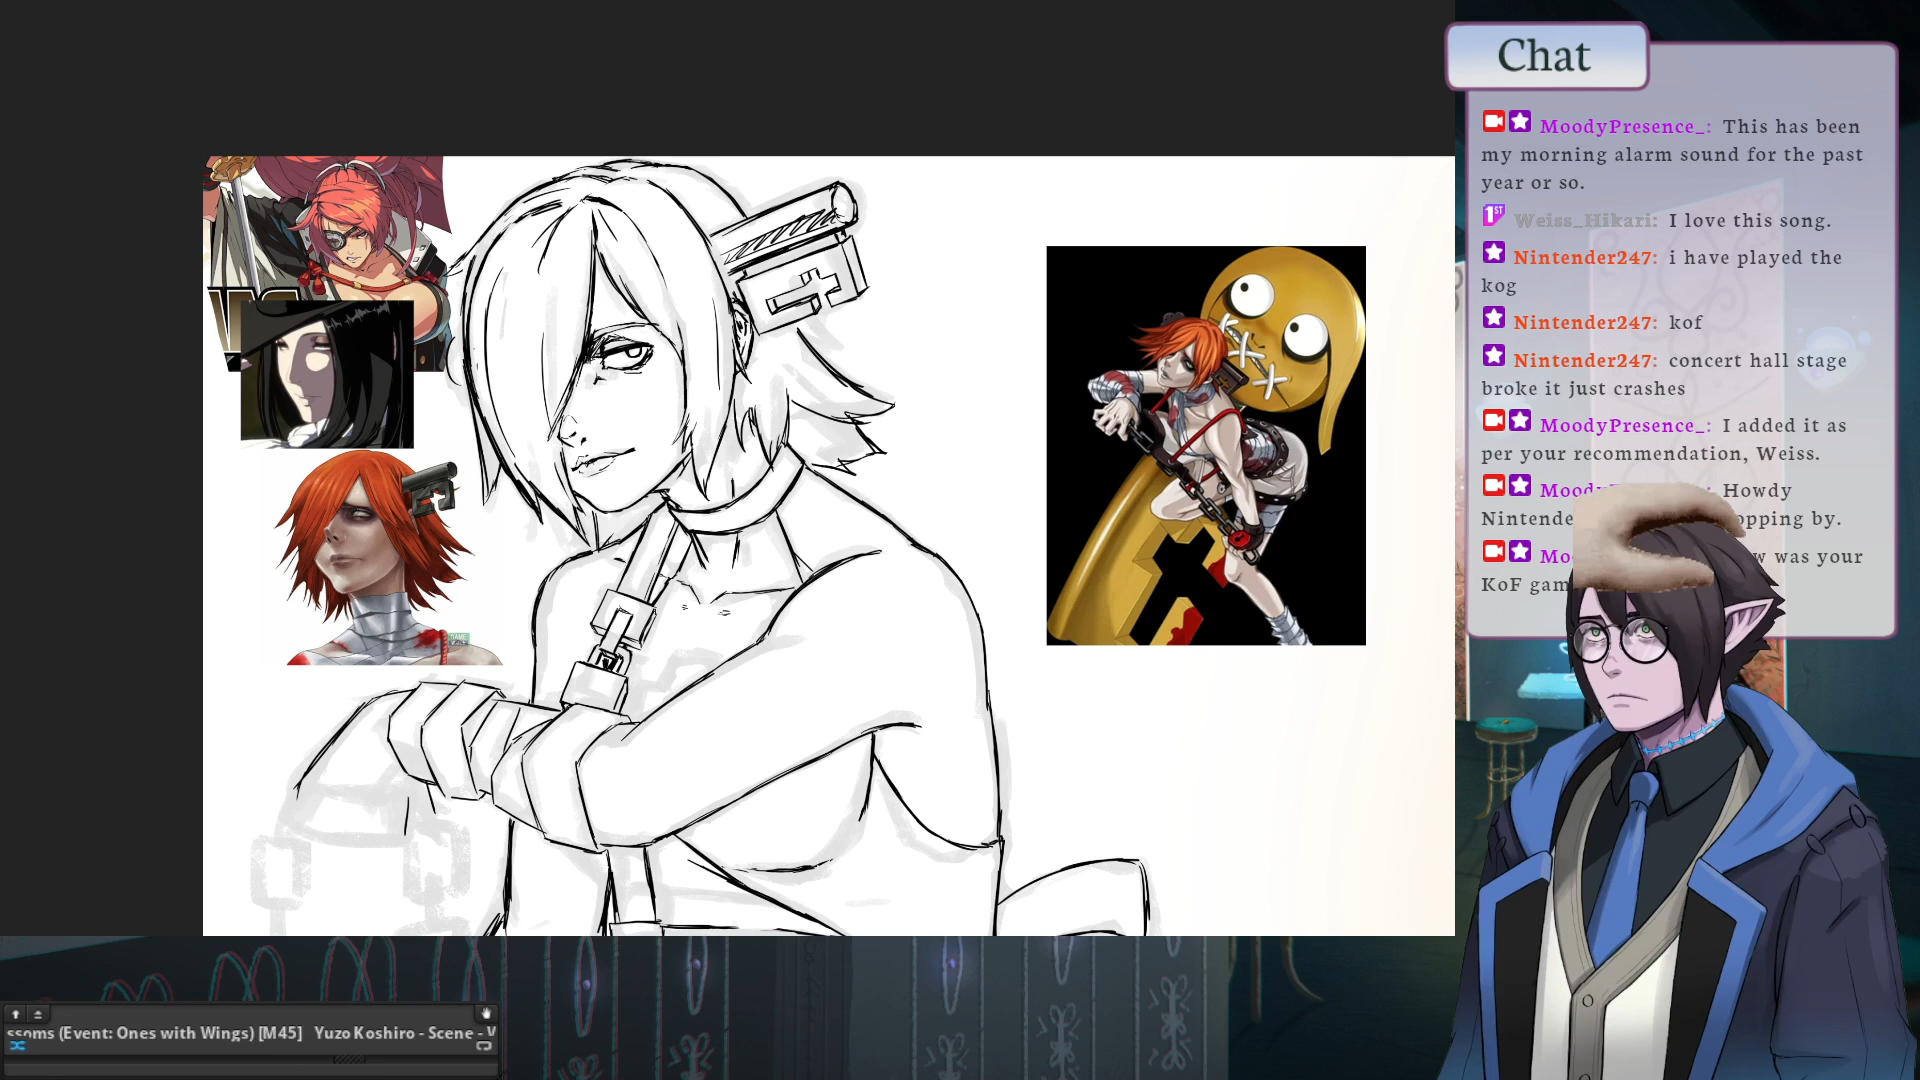 Chat
MoodyPresence_: This has been
my morning alarm sound for the past
year or so.
1ST Weiss_Hikari: I love this song.
Nintender247: i have played the
kog
Nintender247: kof
Nintender247: concert hall stage
broke it just crashes
MoodyPresence_: I added it as
per your recommendation, Weiss.
Howdy
opping by.
was your
KoF
ssoms (Event: Ones with Wings) [M45] Yuzo Koshiro - Scene -